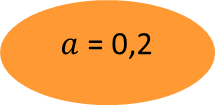 a = 0,2